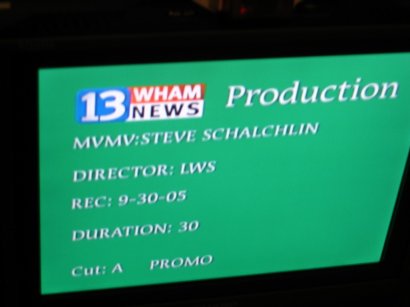 13 WHAM NEWS Production
MVMV:STEVE SCHALCHLIN
DIRECTOR: LWS
REC: 9-30-05
DURATION: 30
Cut: A PROMO